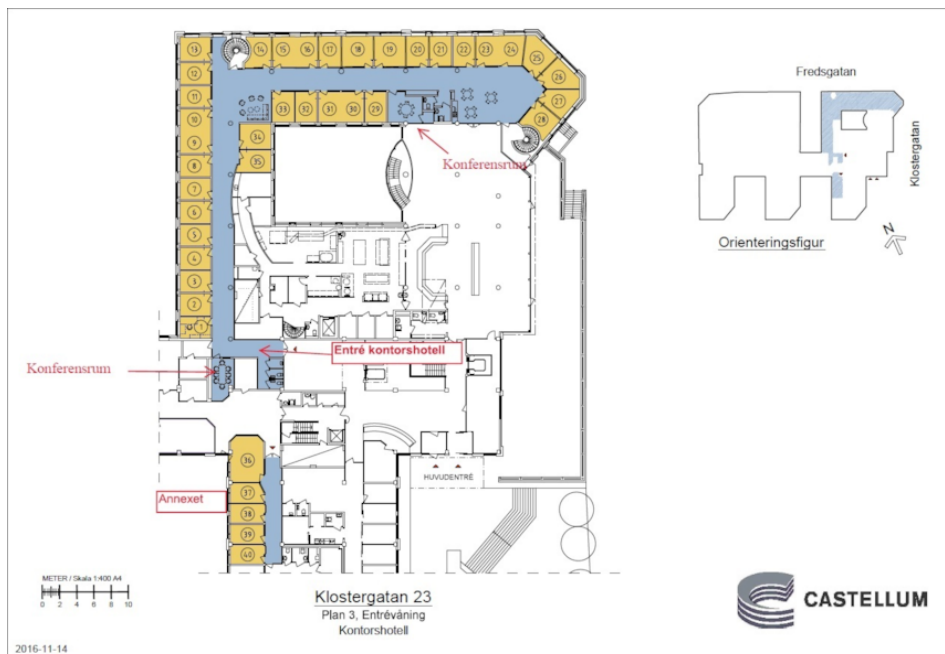 13
14
15
16
17
18
19
20
21
22
23
24
25
26
27
28
12
11
10
9
8
7
6
5
4
3
2
1
33
32
31
30
29
34
35
Konferensrum
Entré kontorshotell
Konferensrum
36
37
38
39
40
Annexet
HUVUDENTRÉ
Fredsgatan
Klostergatan
Orienteringsfigur
N
METER / Skala 1:400 A4
0 2 4 6 8 10
Klostergatan 23
Plan 3, Entrévåning
Kontorshotell
CASTELLUM
2016-11-14